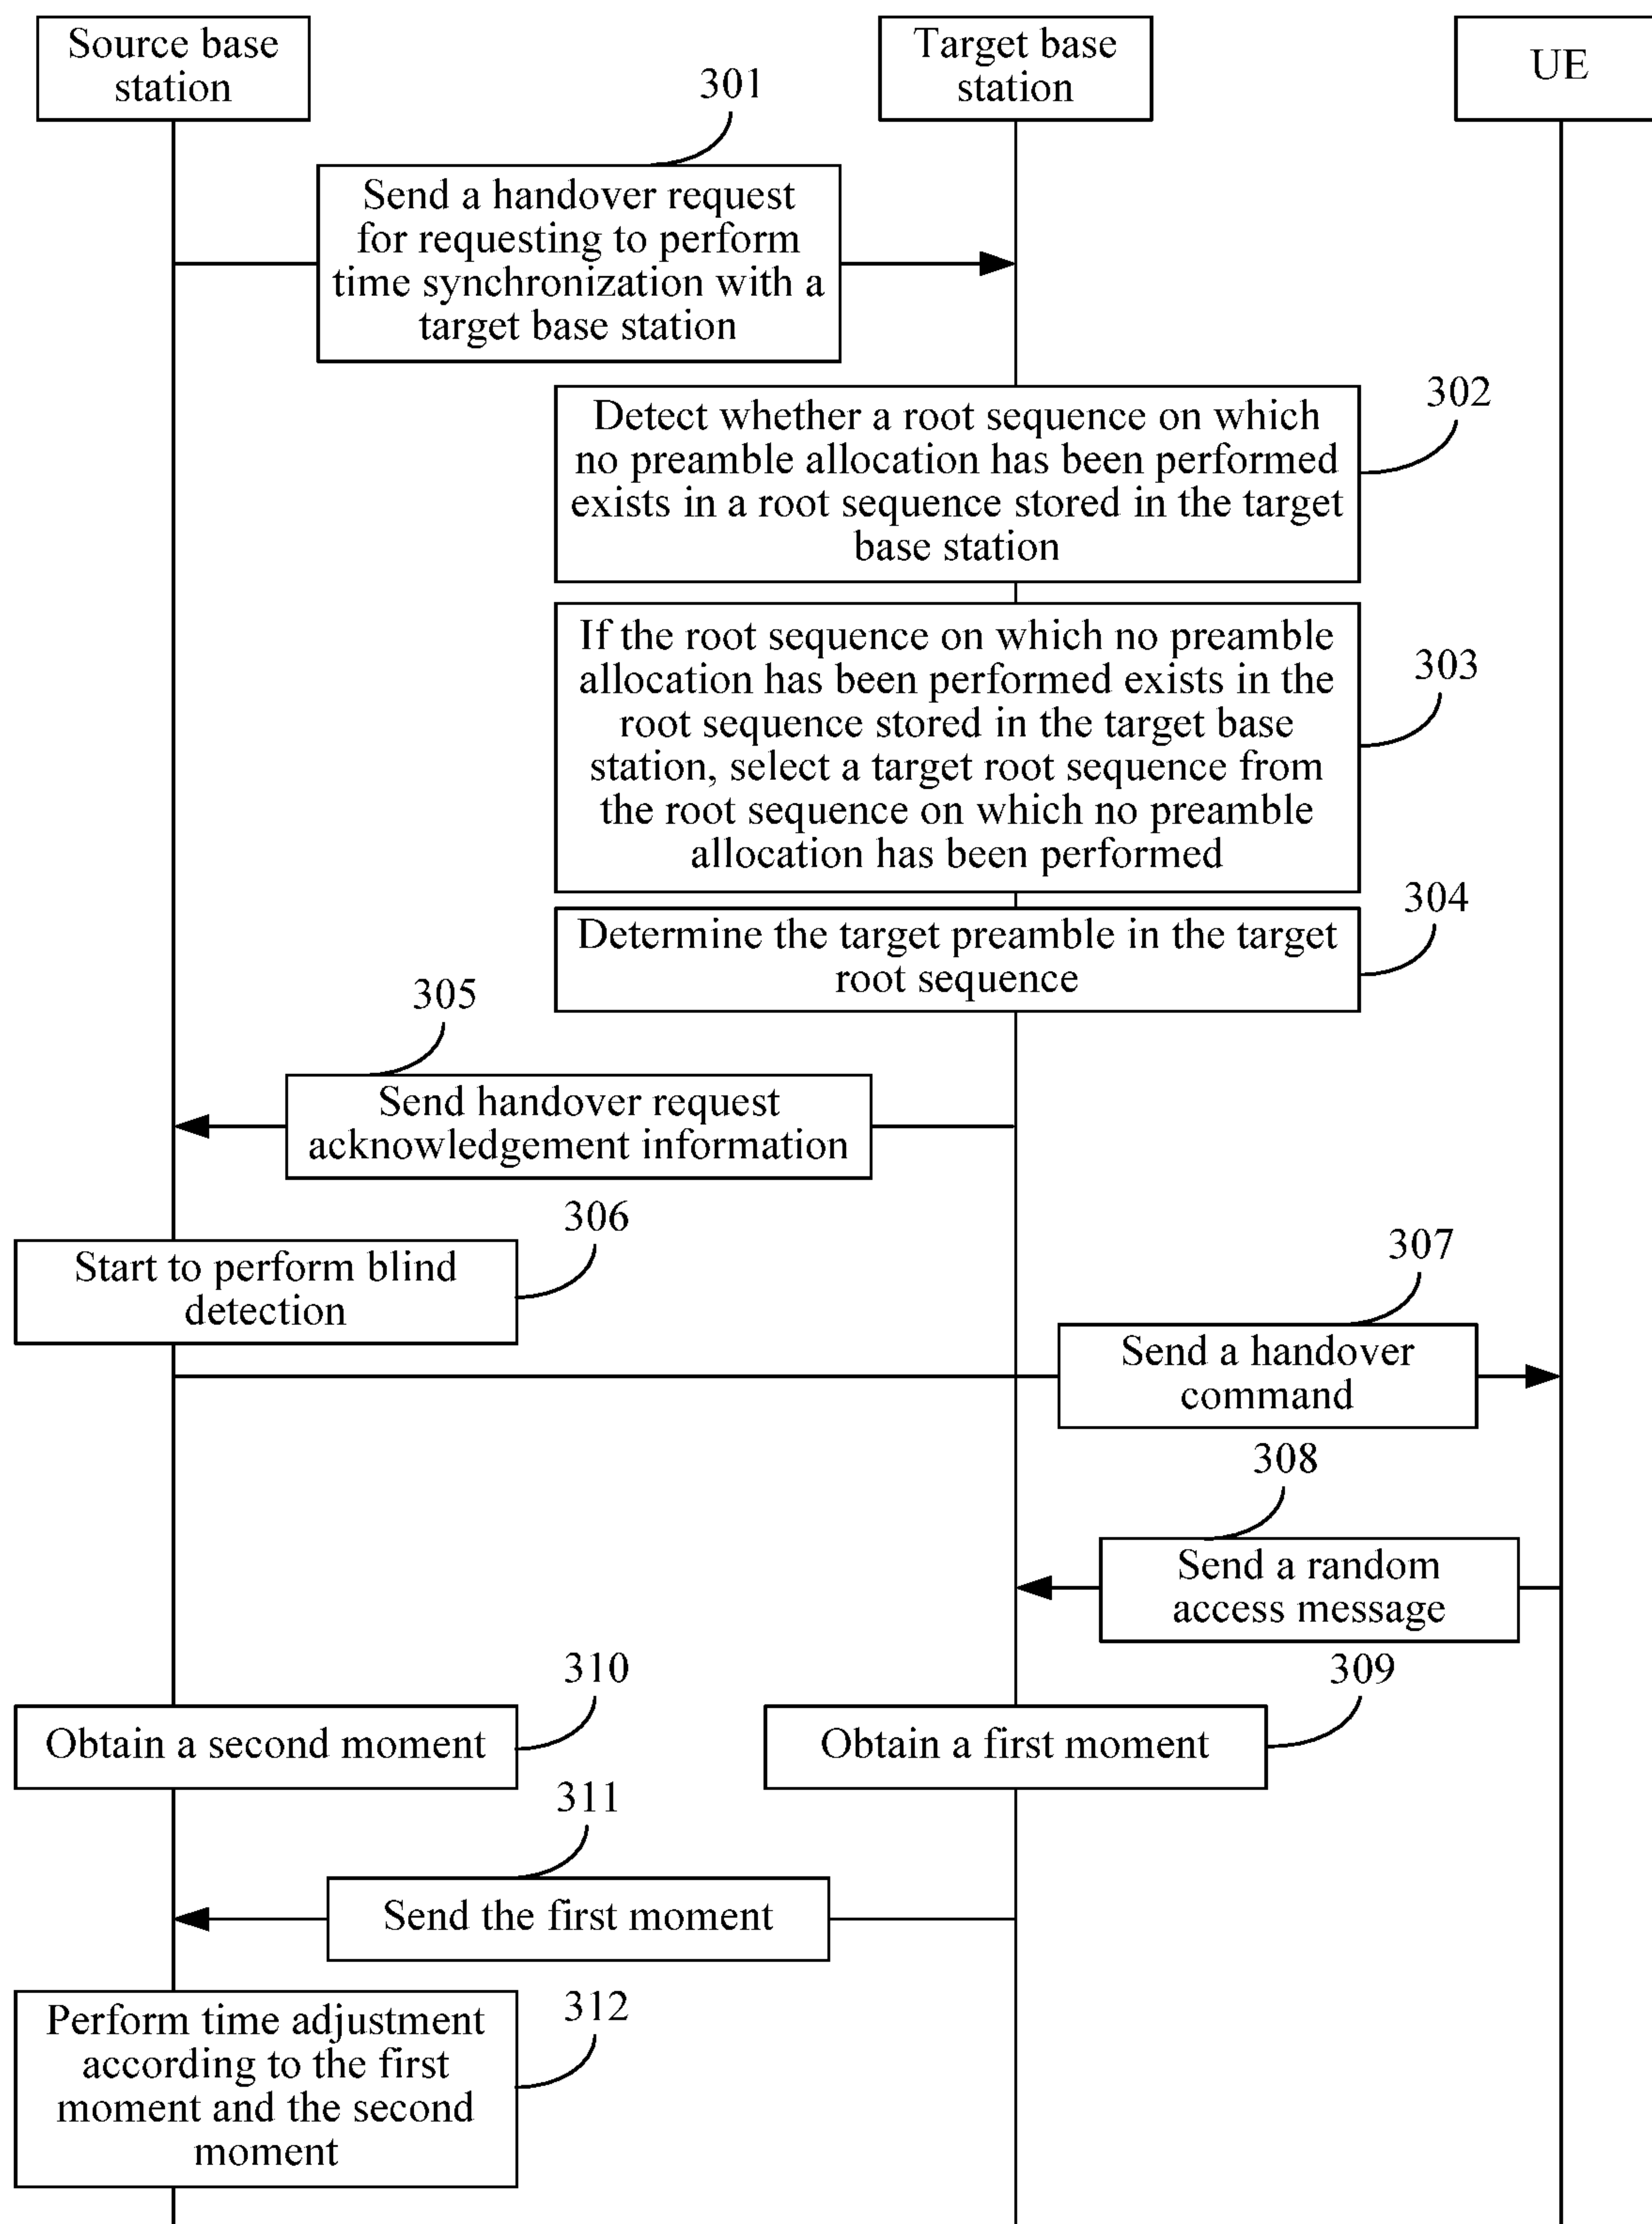 Source base
station
Target base
station
UE
301
Send a handover request
for requesting to perform
time synchronization with a
target base station
302
Detect whether a root sequence on which
no preamble allocation has been performed
exists in a root sequence stored in the target
base station
303
If the root sequence on which no preamble
allocation has been performed exists in the
root sequence stored in the target base
station, select a target root sequence from
the root sequence on which no preamble
allocation has been performed
304
Determine the target preamble in the target
root sequence
305
Send handover request
acknowledgement information
306
Start to perform blind
detection
307
Send a handover
command
308
Send a random
access message
310
Obtain a second moment
309
Obtain a first moment
311
Send the first moment
312
Perform time adjustment
according to the first
moment and the second
moment